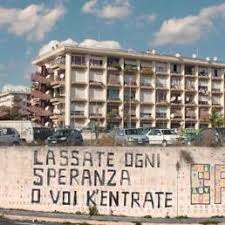 LASSATE OGNI
SPERANZA
O VOI K'ENTRATE